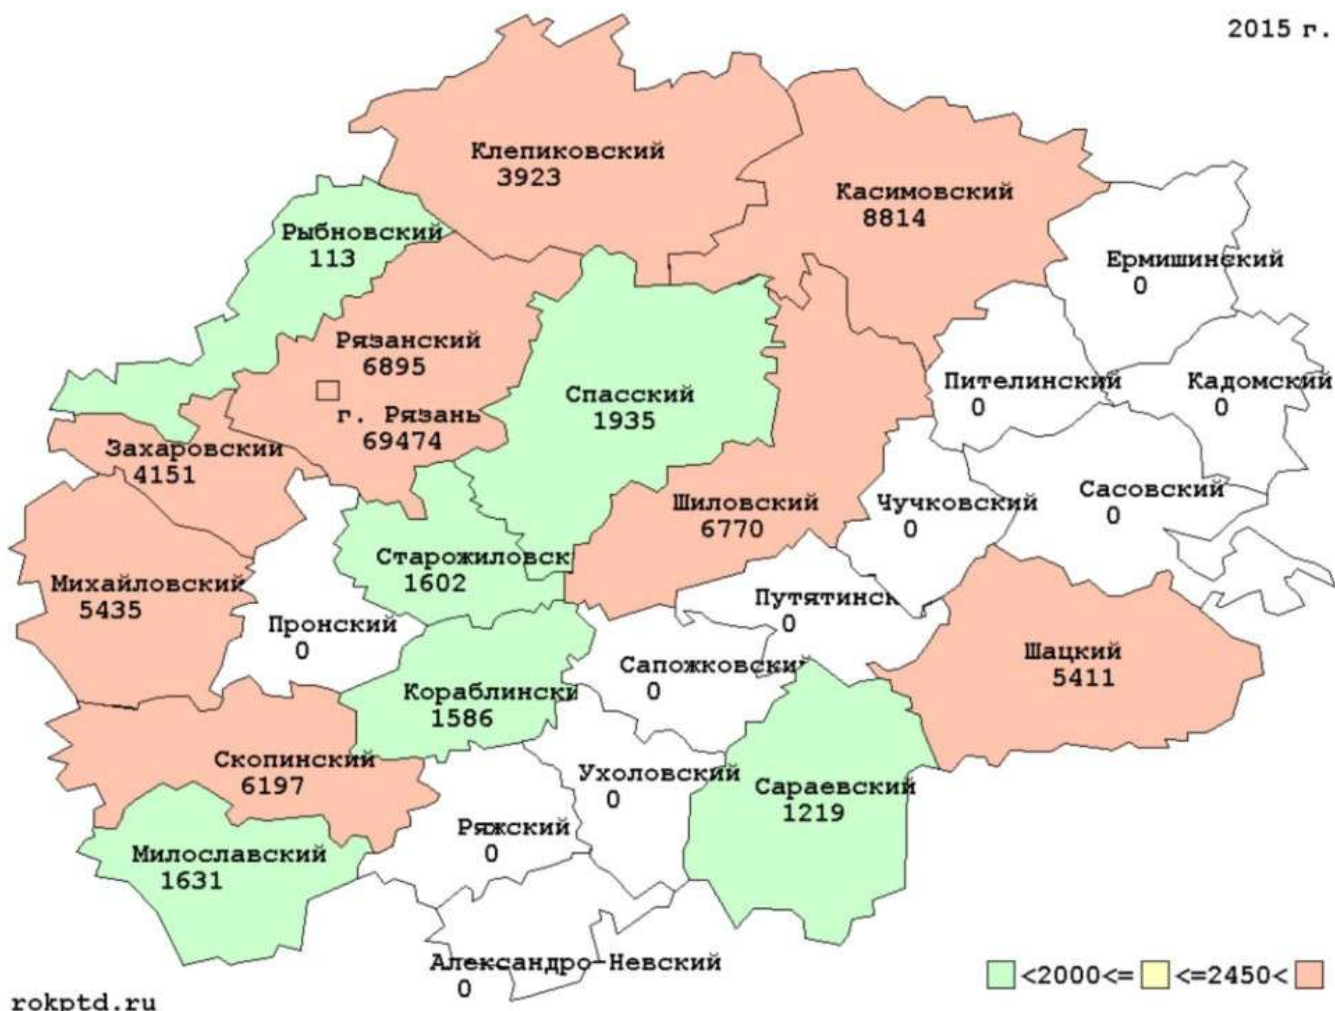 2015 г.
Клепиковский
3923
Касимовский
8814
Рыбновский
113
Ермишинский
0
Рязанский
6895
г. Рязань
69474
Спасский
1935
Пителинский
0
Кадомский
0
Захаровский
4151
Шиловский
6770
Чучковский
0
Сасовский
0
Старожиловск
1602
Михайловский
5435
Пронский
0
Путятинск
0
Сапожковский
0
Шацкий
5411
Кораблински
1586
Скопинский
6197
Ухоловский
0
Сараевский
1219
Ряжский
0
Милославский
1631
Александро-Невский
0
<2000<= <=2450<
rokptd.ru